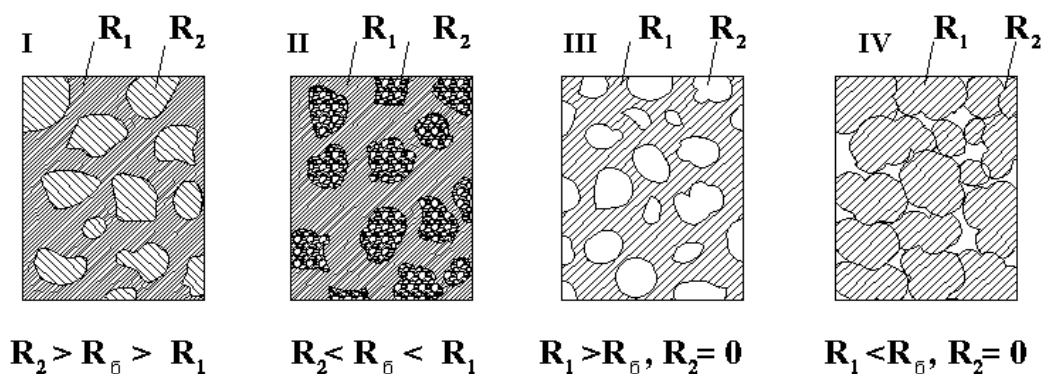 I R₁ R₂ II R₁ R₂ III R₁ R₂ IV R₁ R₂
R₂ > Rб > R₁ R₂< Rб < R₁ R₁ >Rб, R₂= 0 R₁ <Rб, R₂= 0